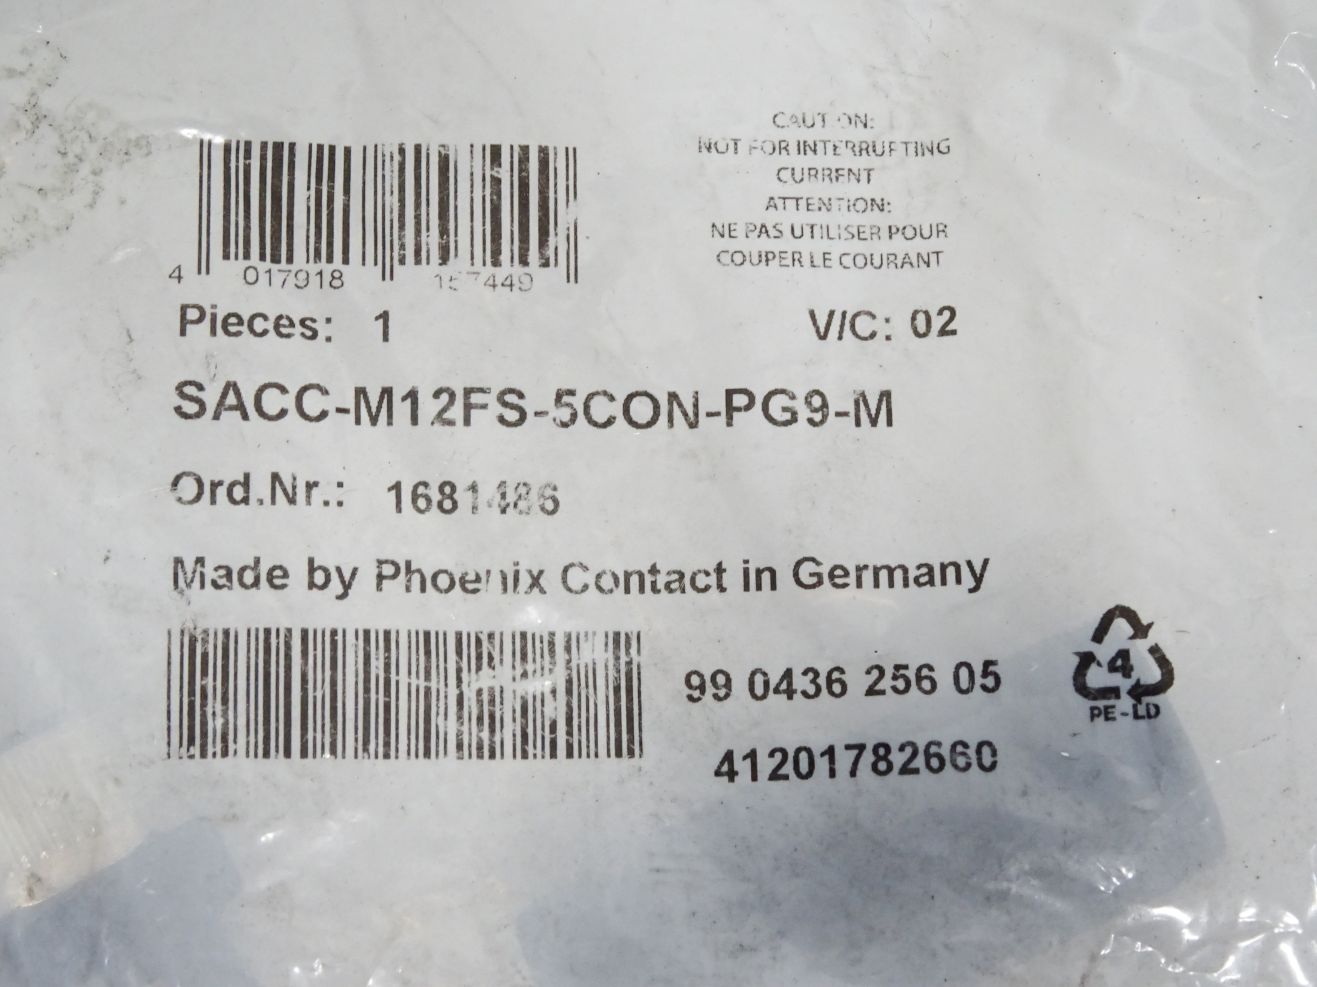 CAUTION:
NOT FOR INTERRUPTING
CURRENT
ATTENTION:
NE PAS UTILISER POUR
COUPER LE COURANT
4 017918 157449
Pieces: 1
V/C: 02
SACC-M12FS-5CON-PG9-M
Ord.Nr.: 1681486
Made by Phoenix Contact in Germany
99 0436 256 05
41201782660
4
PE-LD